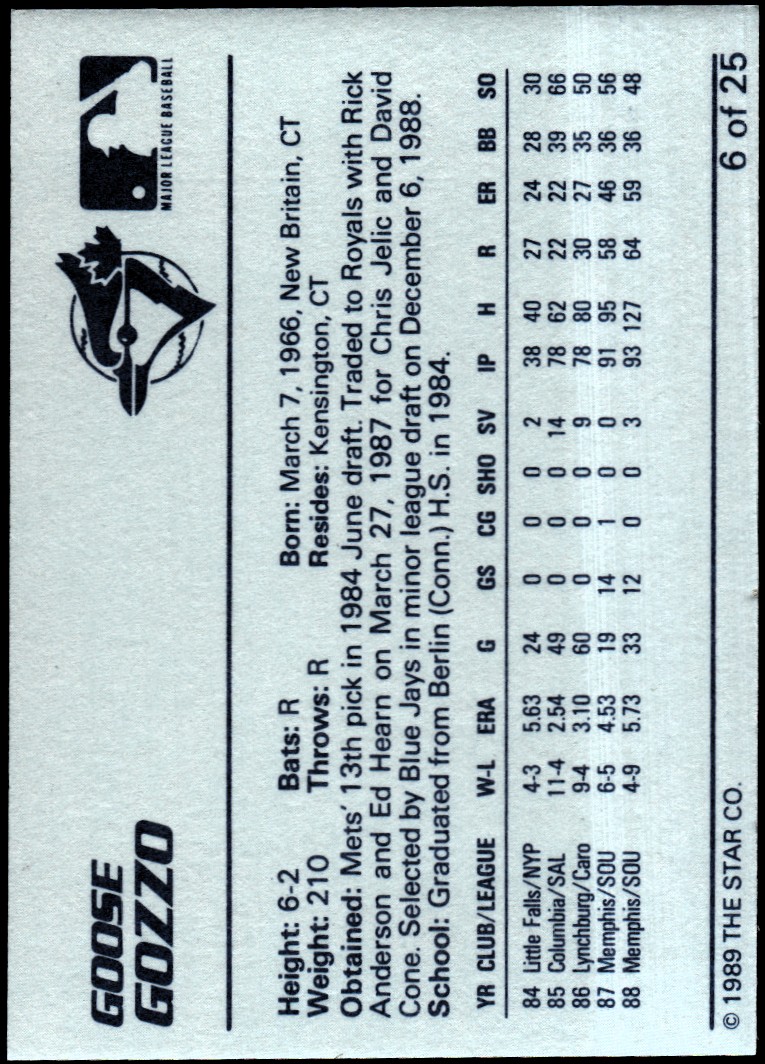 GOOSE
GOZZO
MAJOR LEAGUE BASEBALL
Height: 6-2 Bats: R Born: March 7, 1966, New Britain, CT
Weight: 210 Throws: R Resides: Kensington, CT
Obtained: Mets' 13th pick in 1984 June draft. Traded to Royals with Rick
Anderson and Ed Hearn on March 27, 1987 for Chris Jelic and David
Cone. Selected by Blue Jays in minor league draft on December 6, 1988.
School: Graduated from Berlin (Conn.) H.S. in 1984.
YR CLUB/LEAGUE W-L ERA G GS CG SHO SV IP H R ER BB SO
84 Little Falls/NYP 4-3 5.63 24 0 0 0 2 38 40 27 24 28 30
85 Columbia/SAL 11-4 2.54 49 0 0 0 14 78 62 22 22 39 66
86 Lynchburg/Caro 9-4 3.10 60 0 0 0 9 78 80 30 27 35 50
87 Memphis/SOU 6-5 4.53 19 14 1 0 0 91 95 58 46 36 56
88 Memphis/SOU 4-9 5.73 33 12 0 0 3 93 127 64 59 36 48
© 1989 THE STAR CO. 6 of 25